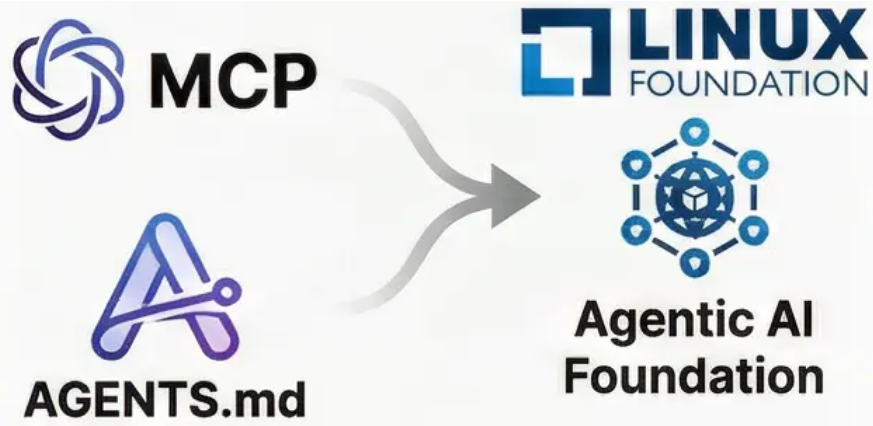 MCP
AGENTS.md
LINUX
FOUNDATION
Agentic AI
Foundation